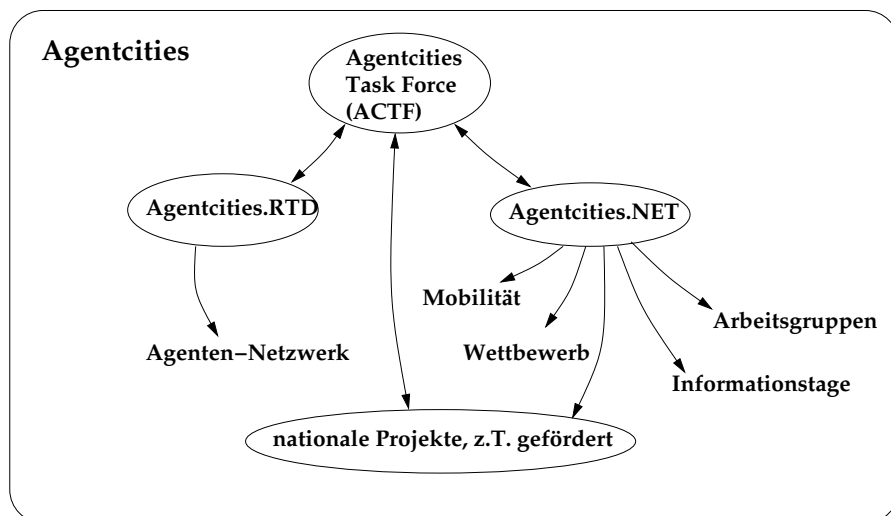 Agentcities
Agentcities
Task Force
(ACTF)
Agentcities.RTD
Agentcities.NET
Mobilität
Arbeitsgruppen
Agenten−Netzwerk
Wettbewerb
Informationstage
nationale Projekte, z.T. gefördert